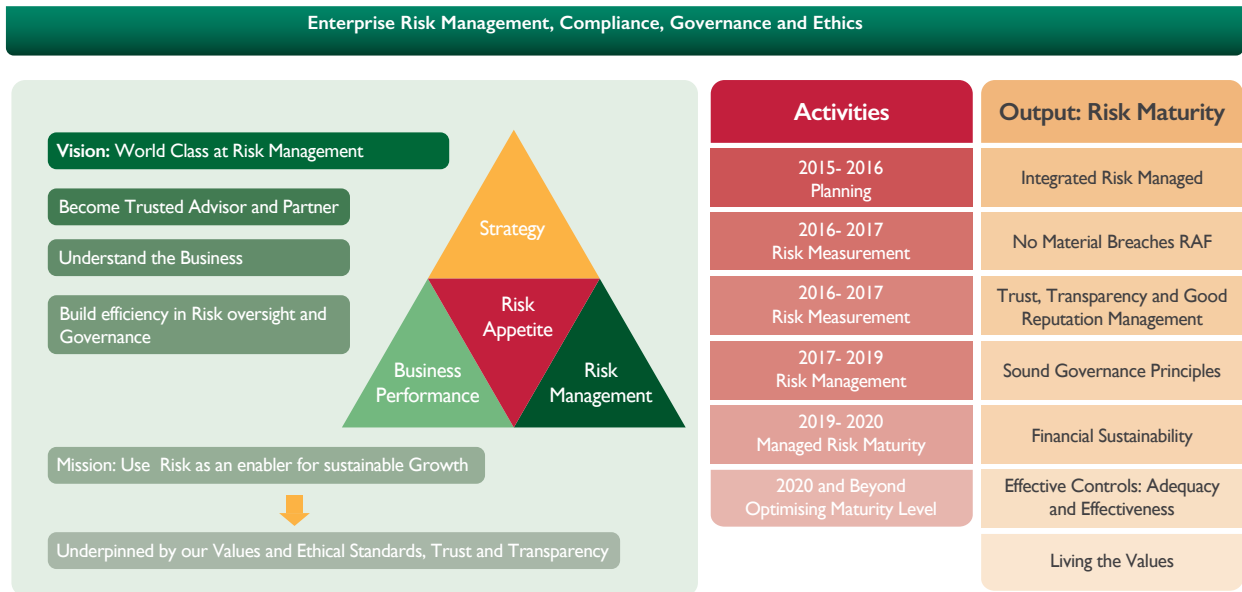 Enterprise Risk Management, Compliance, Governance and Ethics
Vision: World Class at Risk Management
Become Trusted Advisor and Partner
Understand the Business
Build efficiency in Risk oversight and
Governance
Strategy
Risk
Appetite
Business
Performance
Risk
Management
Mission: Use Risk as an enabler for sustainable Growth
Underpinned by our Values and Ethical Standards, Trust and Transparency
Activities
2015- 2016
Planning
2016- 2017
Risk Measurement
2016- 2017
Risk Measurement
2017- 2019
Risk Management
2019- 2020
Managed Risk Maturity
2020 and Beyond
Optimising Maturity Level
Output: Risk Maturity
Integrated Risk Managed
No Material Breaches RAF
Trust, Transparency and Good
Reputation Management
Sound Governance Principles
Financial Sustainability
Effective Controls: Adequacy
and Effectiveness
Living the Values